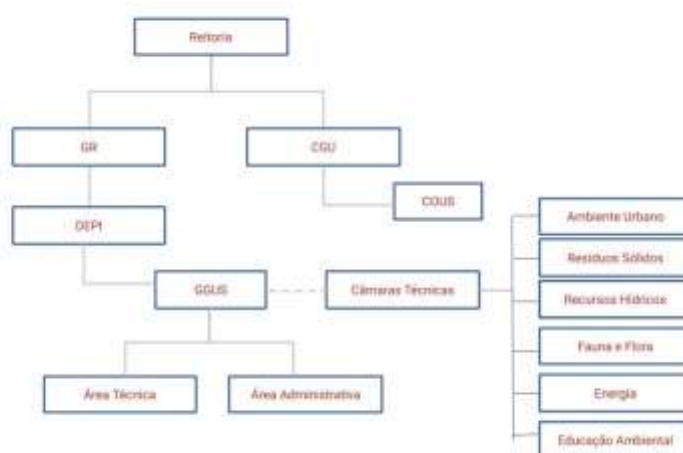 Reitoria
GR
CGU
COUS
DEPI
GGUS
Câmaras Técnicas
Ambiente Urbano
Resíduos Sólidos
Recursos Hídricos
Fauna e Flora
Energia
Educação Ambiental
Área Técnica
Área Administrativa